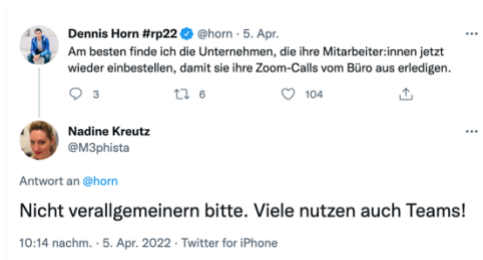 Dennis Horn #rp22 @horn · 5. Apr.
Am besten finde ich die Unternehmen, die ihre Mitarbeiter:innen jetzt
wieder einbestellen, damit sie ihre Zoom-Calls vom Büro aus erledigen.
3 6 104
Nadine Kreutz
@M3phista
Antwort an @horn
Nicht verallgemeinern bitte. Viele nutzen auch Teams!
10:14 nachm. · 5. Apr. 2022 · Twitter for iPhone